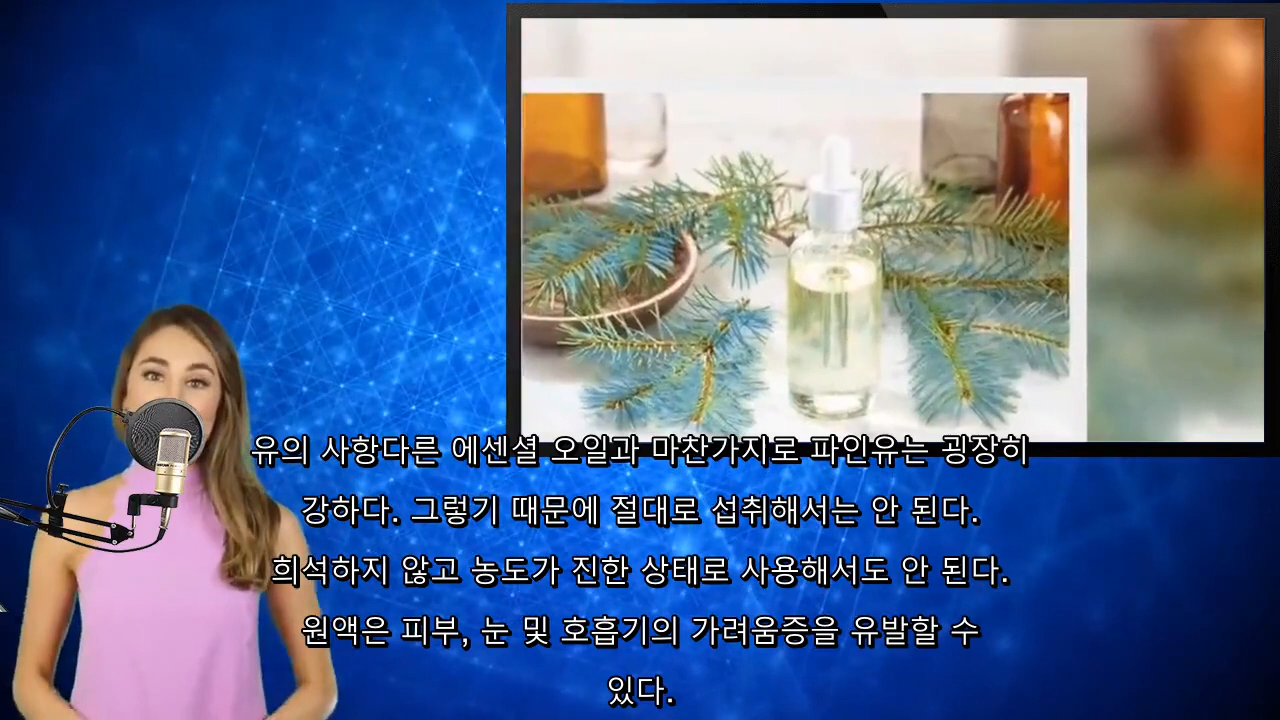 유의 사항다른 에센셜 오일과 마찬가지로 파인유는 굉장히
강하다. 그렇기 때문에 절대로 섭취해서는 안 된다.
희석하지 않고 농도가 진한 상태로 사용해서도 안 된다.
원액은 피부, 눈 및 호흡기의 가려움증을 유발할 수
있다.